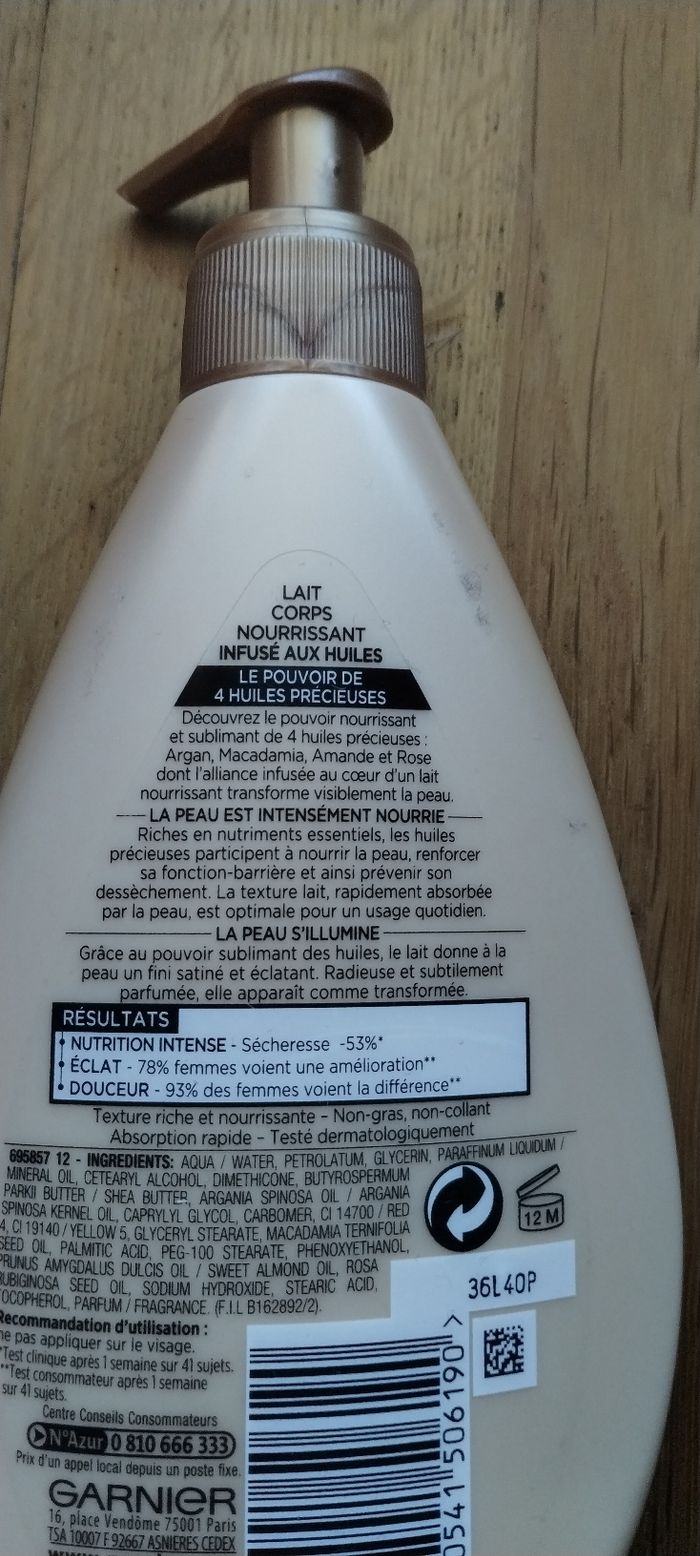 LAIT
CORPS
NOURRISSANT
INFUSÉ AUX HUILES
LE POUVOIR DE
4 HUILES PRÉCIEUSES
Découvrez le pouvoir nourrissant
et sublimant de 4 huiles précieuses :
Argan, Macadamia, Amande et Rose
dont l'alliance infusée au cœur d'un lait
nourrissant transforme visiblement la peau.
LA PEAU EST INTENSÉMENT NOURRIE
Riches en nutriments essentiels, les huiles
précieuses participent à nourrir la peau, renforcer
sa fonction-barrière et ainsi prévenir son
dessèchement. La texture lait, rapidement absorbée
par la peau, est optimale pour un usage quotidien.
LA PEAU S'ILLUMINE
Grâce au pouvoir sublimant des huiles, le lait donne à la
peau un fini satiné et éclatant. Radieuse et subtilement
parfumée, elle apparaît comme transformée.
RÉSULTATS
• NUTRITION INTENSE - Sécheresse -53%*
• ÉCLAT - 78% femmes voient une amélioration**
• DOUCEUR - 93% des femmes voient la différence**
Texture riche et nourrissante - Non-gras, non-collant
Absorption rapide - Testé dermatologiquement
695857 12 - INGREDIENTS: AQUA / WATER, PETROLATUM, GLYCERIN, PARAFFINUM LIQUIDUM /
MINERAL OIL, CETEARYL ALCOHOL, DIMETHICONE, BUTYROSPERMUM
PARKII BUTTER / SHEA BUTTER, ARGANIA SPINOSA OIL / ARGANIA
SPINOSA KERNEL OIL, CAPRYLYL GLYCOL, CARBOMER, CI 14700 / RED
4, CI 19140 / YELLOW 5, GLYCERYL STEARATE, MACADAMIA TERNIFOLIA
SEED OIL, PALMITIC ACID, PEG-100 STEARATE, PHENOXYETHANOL,
PRUNUS AMYGDALUS DULCIS OIL / SWEET ALMOND OIL, ROSA
RUBIGINOSA SEED OIL, SODIUM HYDROXIDE, STEARIC ACID,
TOCOPHEROL, PARFUM / FRAGRANCE. (F.I.L B162892/2).
12 M
36L40P
Recommandation d'utilisation :
ne pas appliquer sur le visage.
*Test clinique après 1 semaine sur 41 sujets.
**Test consommateur après 1 semaine
sur 41 sujets.
Centre Conseils Consommateurs
N°Azur 0 810 666 333
Prix d'un appel local depuis un poste fixe.
GARNIER
16, place Vendôme 75001 Paris
TSA 10007 F 92667 ASNIERES CEDEX
0541 506190 >